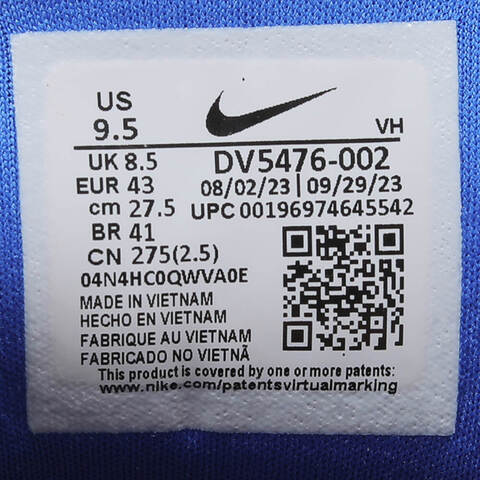 US
9.5
VH
UK 8.5
DV5476-002
EUR 43
08/02/23 | 09/29/23
cm 27.5
UPC 00196974645542
BR 41
CN 275(2.5)
04N4HC0QWVA0E
MADE IN VIETNAM
HECHO EN VIETNAM
FABRIQUE AU VIETNAM
FABRICADO NO VIETNÃ
This product is covered by one or more patents:
www.nike.com/patentsvirtualmarking